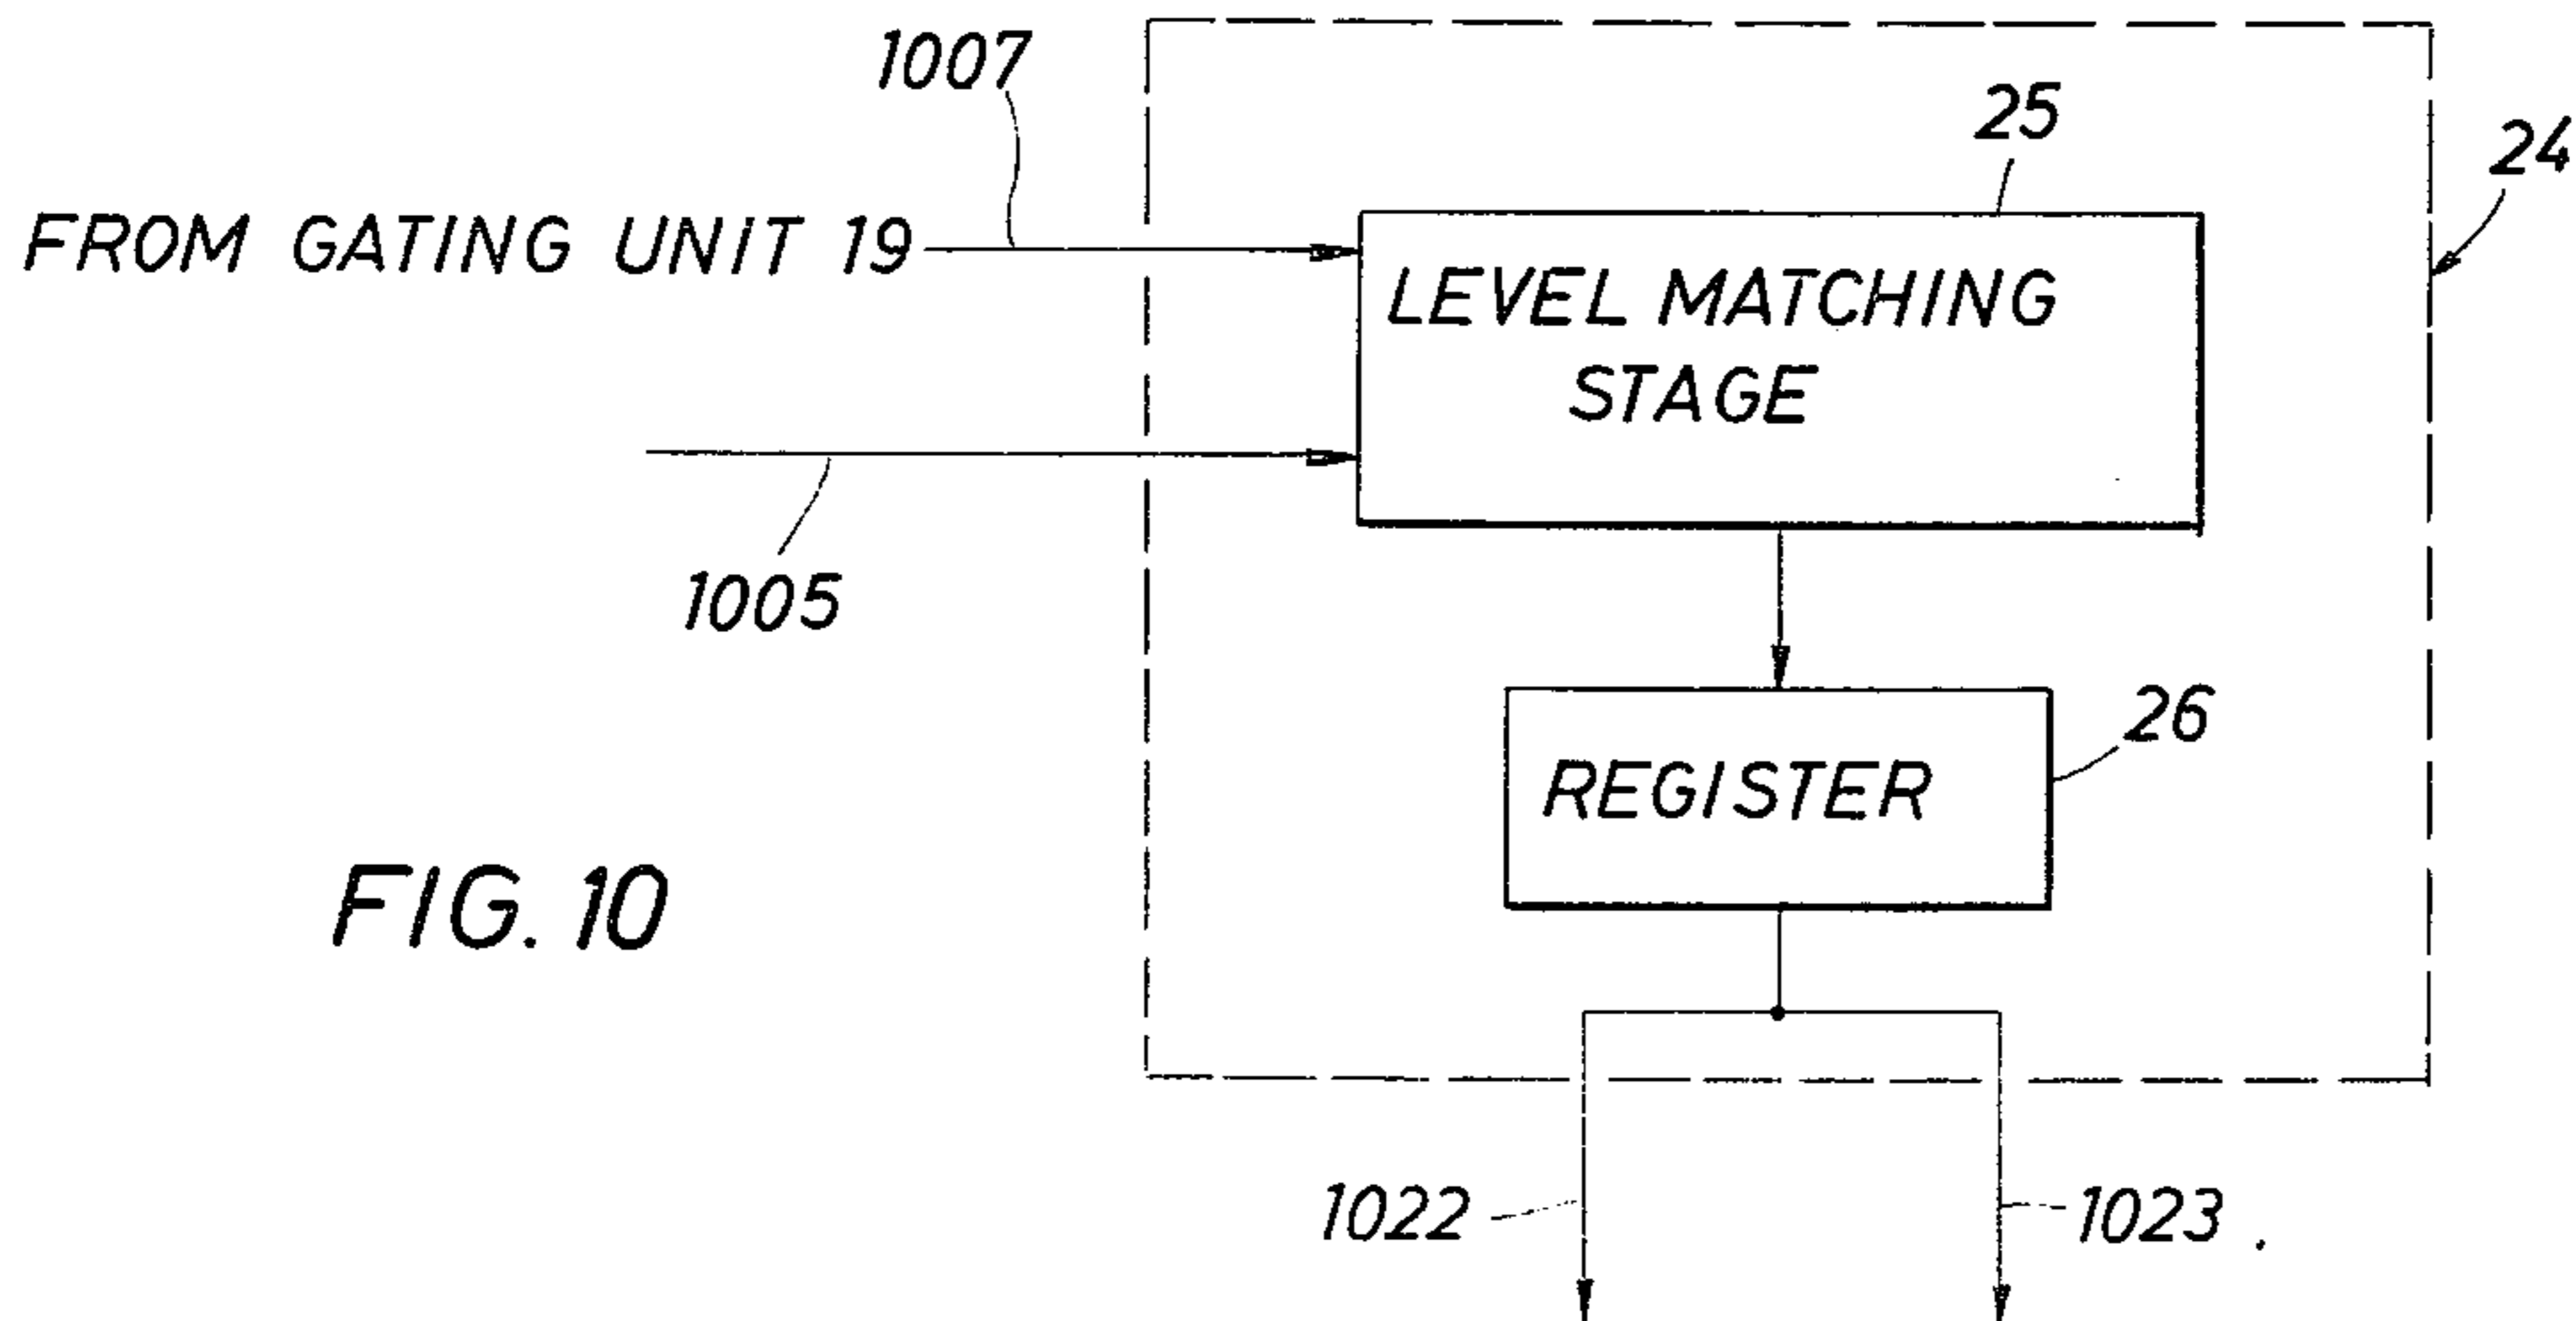 1007
25
24
FROM GATING UNIT 19
LEVEL MATCHING
STAGE
1005
26
REGISTER
FIG. 10
1022
1023